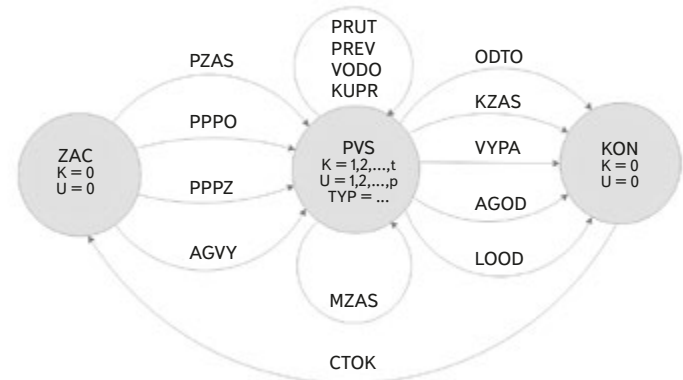 PRUT
PREV
VODO
KUPR
PZAS
ODTO
KZAS
PPPO
ZAC
K = 0
U = 0
PVS
K = 1,2,...,t
U = 1,2,...,p
TYP = ...
VYPA
KON
K = 0
U = 0
PPPZ
AGOD
AGVY
LOOD
MZAS
CTOK